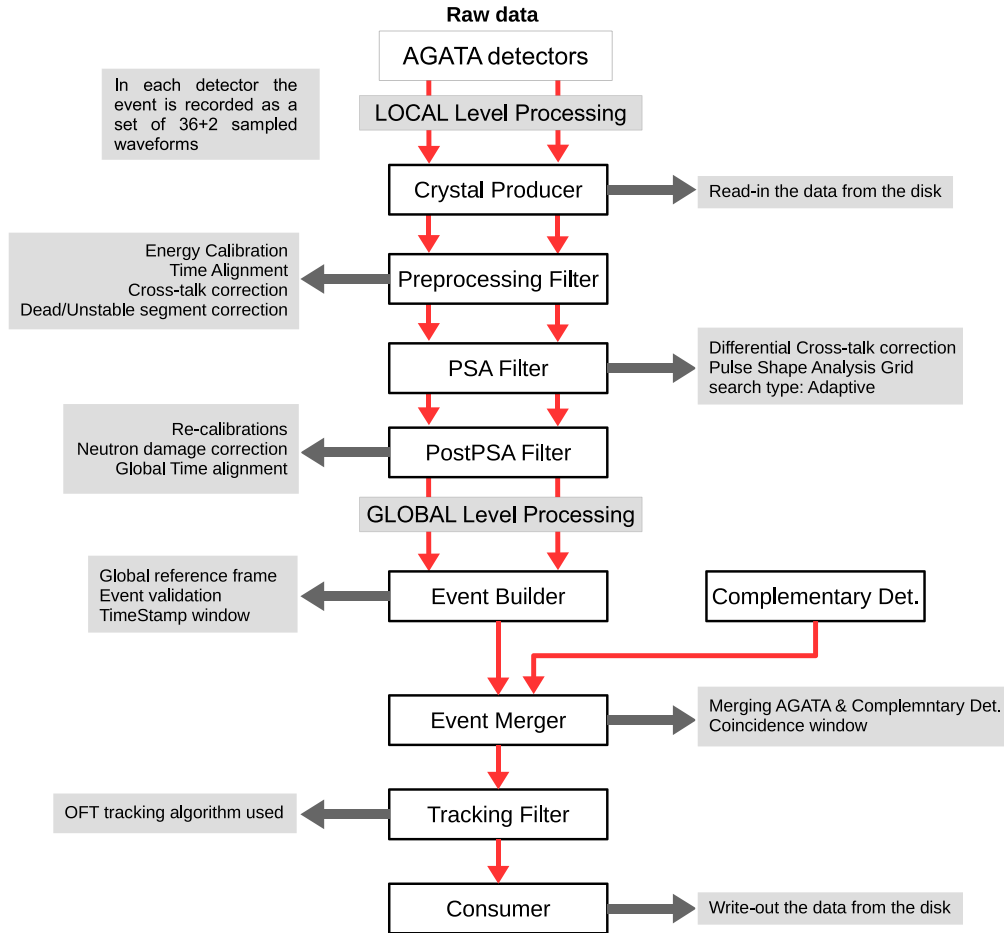 Raw data
AGATA detectors
In each detector the
event is recorded as a
set of 36+2 sampled
waveforms
LOCAL Level Processing
Crystal Producer
Read-in the data from the disk
Energy Calibration
Time Alignment
Cross-talk correction
Dead/Unstable segment correction
Preprocessing Filter
PSA Filter
Differential Cross-talk correction
Pulse Shape Analysis Grid
search type: Adaptive
Re-calibrations
Neutron damage correction
Global Time alignment
PostPSA Filter
GLOBAL Level Processing
Global reference frame
Event validation
TimeStamp window
Event Builder
Complementary Det.
Event Merger
Merging AGATA & Complemntary Det.
Coincidence window
OFT tracking algorithm used
Tracking Filter
Consumer
Write-out the data from the disk